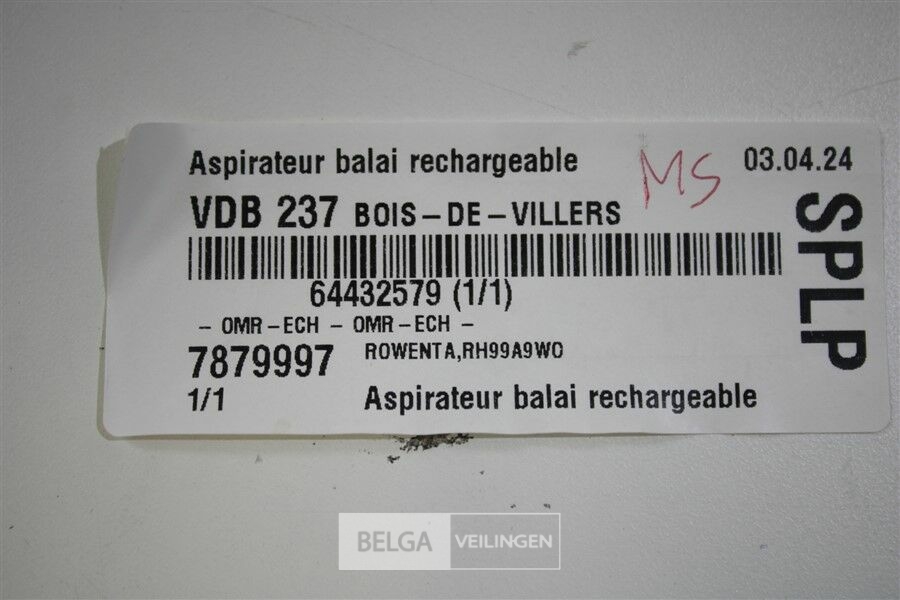 Aspirateur balai rechargeable
MS
03.04.24
VDB 237 BOIS-DE-VILLERS
SPLP
64432579 (1/1)
- OMR-ECH - OMR-ECH -
7879997 ROWENTA,RH99A9WO
1/1 Aspirateur balai rechargeable
BELGA VEILINGEN